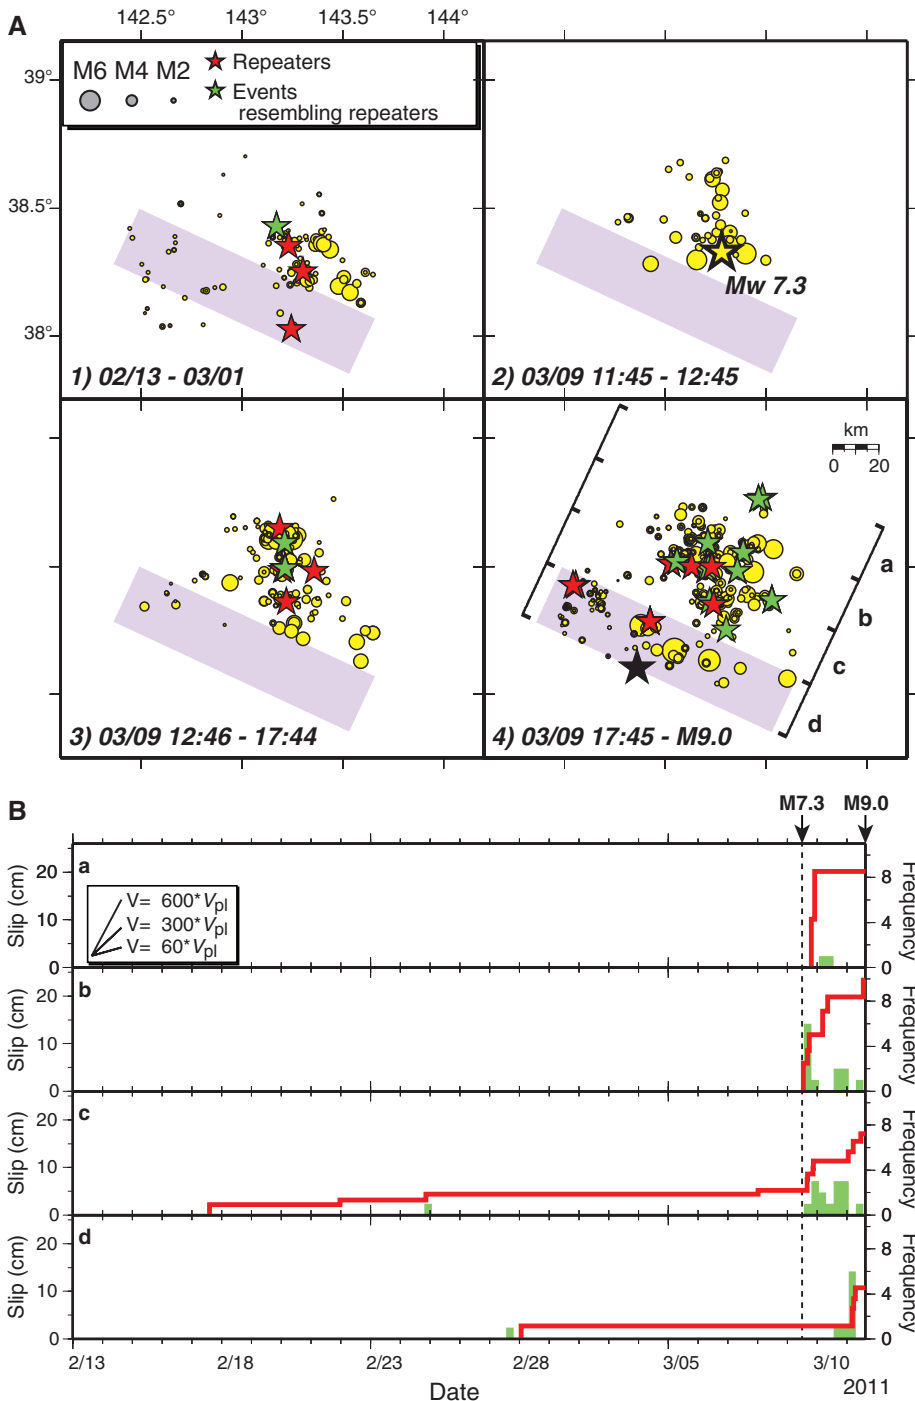 142.5° 143° 143.5° 144°
A
39°
38.5°
38°
M6 M4 M2
Repeaters
Events
resembling repeaters
1) 02/13 - 03/01
Mw 7.3
2) 03/09 11:45 - 12:45
3) 03/09 12:46 - 17:44
km
0 20
a
b
c
d
4) 03/09 17:45 - M9.0
B
M7.3 M9.0
a
Slip (cm)
20
10
0
V= 600*Vpl
V= 300*Vpl
V= 60*Vpl
8
4
0
Frequency
b
Slip (cm)
20
10
0
8
4
0
Frequency
c
Slip (cm)
20
10
0
8
4
0
Frequency
d
Slip (cm)
20
10
0
8
4
0
Frequency
2/13 2/18 2/23 2/28 3/05 3/10
Date
2011